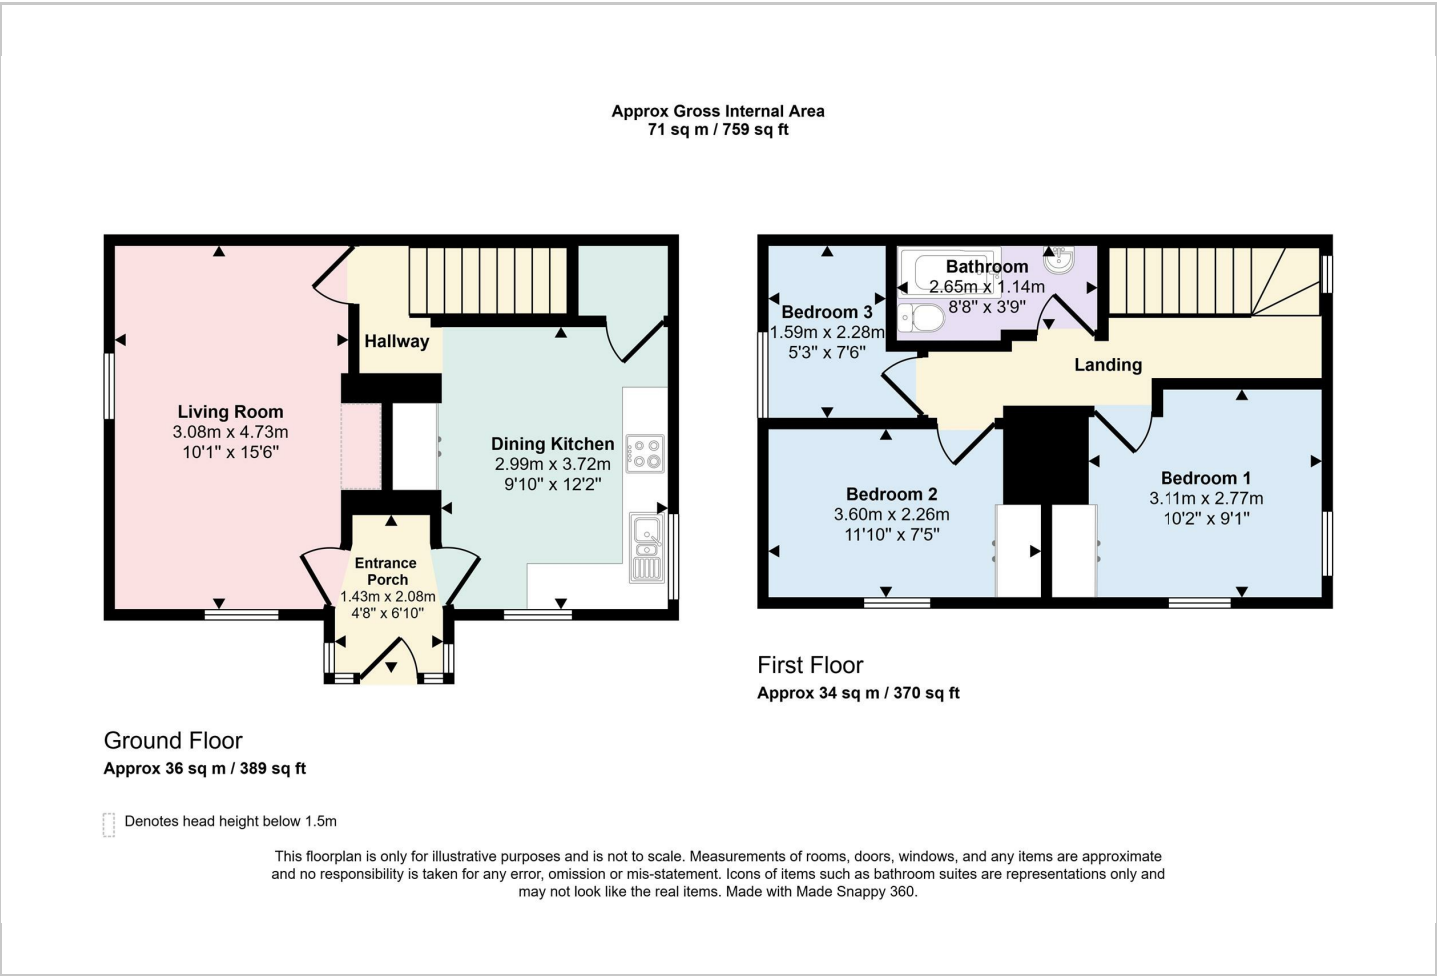 Approx Gross Internal Area
71 sq m / 759 sq ft
Living Room
3.08m x 4.73m
10'1" x 15'6"
Hallway
Dining Kitchen
2.99m x 3.72m
9'10" x 12'2"
Entrance
Porch
1.43m x 2.08m
4'8" x 6'10"
Bedroom 3
1.59m x 2.28m
5'3" x 7'6"
Bathroom
2.65m x 1.14m
8'8" x 3'9"
Landing
Bedroom 2
3.60m x 2.26m
11'10" x 7'5"
Bedroom 1
3.11m x 2.77m
10'2" x 9'1"
First Floor
Approx 34 sq m / 370 sq ft
Ground Floor
Approx 36 sq m / 389 sq ft
Denotes head height below 1.5m
This floorplan is only for illustrative purposes and is not to scale. Measurements of rooms, doors, windows, and any items are approximate
and no responsibility is taken for any error, omission or mis-statement. Icons of items such as bathroom suites are representations only and
may not look like the real items. Made with Made Snappy 360.